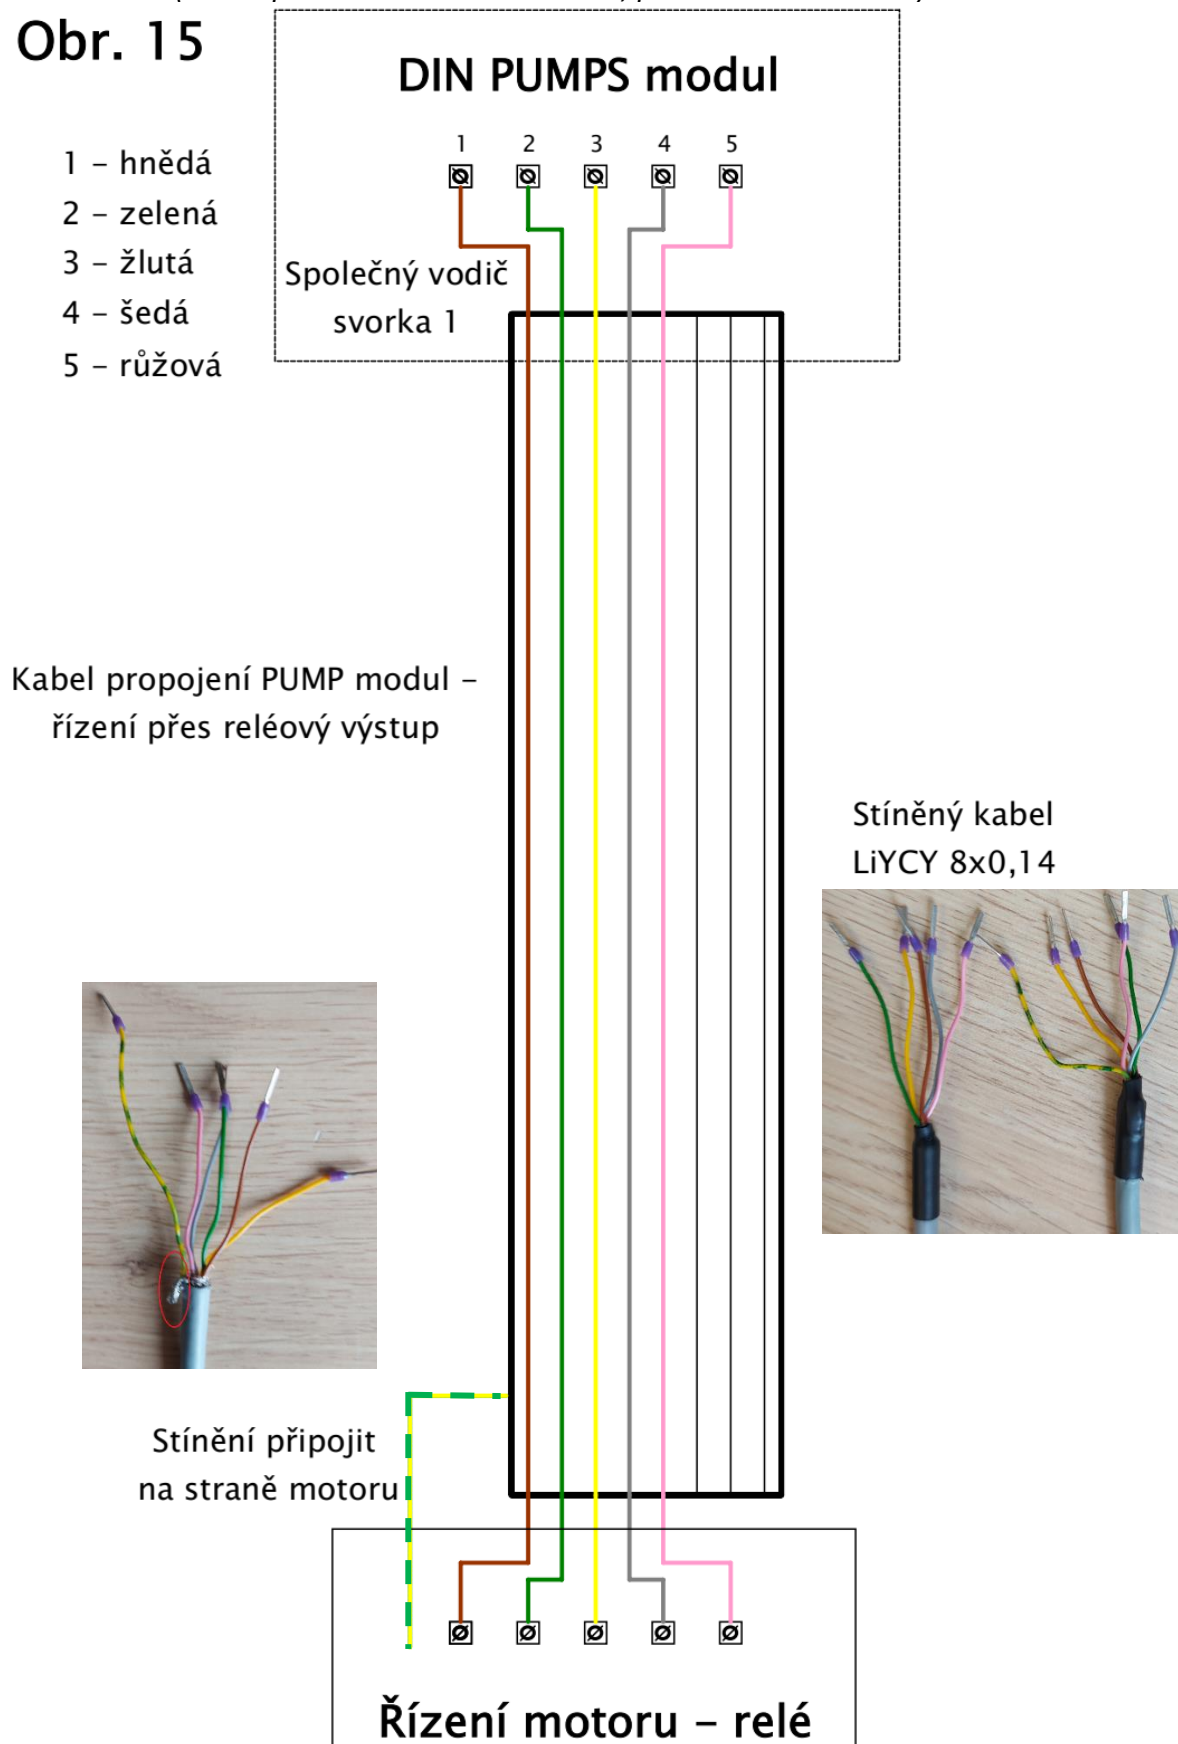 Obr. 15
DIN PUMPS modul
1 2 3 4 5
1 – hnědá
2 – zelená
3 – žlutá
4 – šedá
5 – růžová
Společný vodič
svorka 1
Kabel propojení PUMP modul –
řízení přes reléový výstup
Stíněný kabel
LiYCY 8x0,14
Stínění připojit
na straně motoru
Řízení motoru – relé